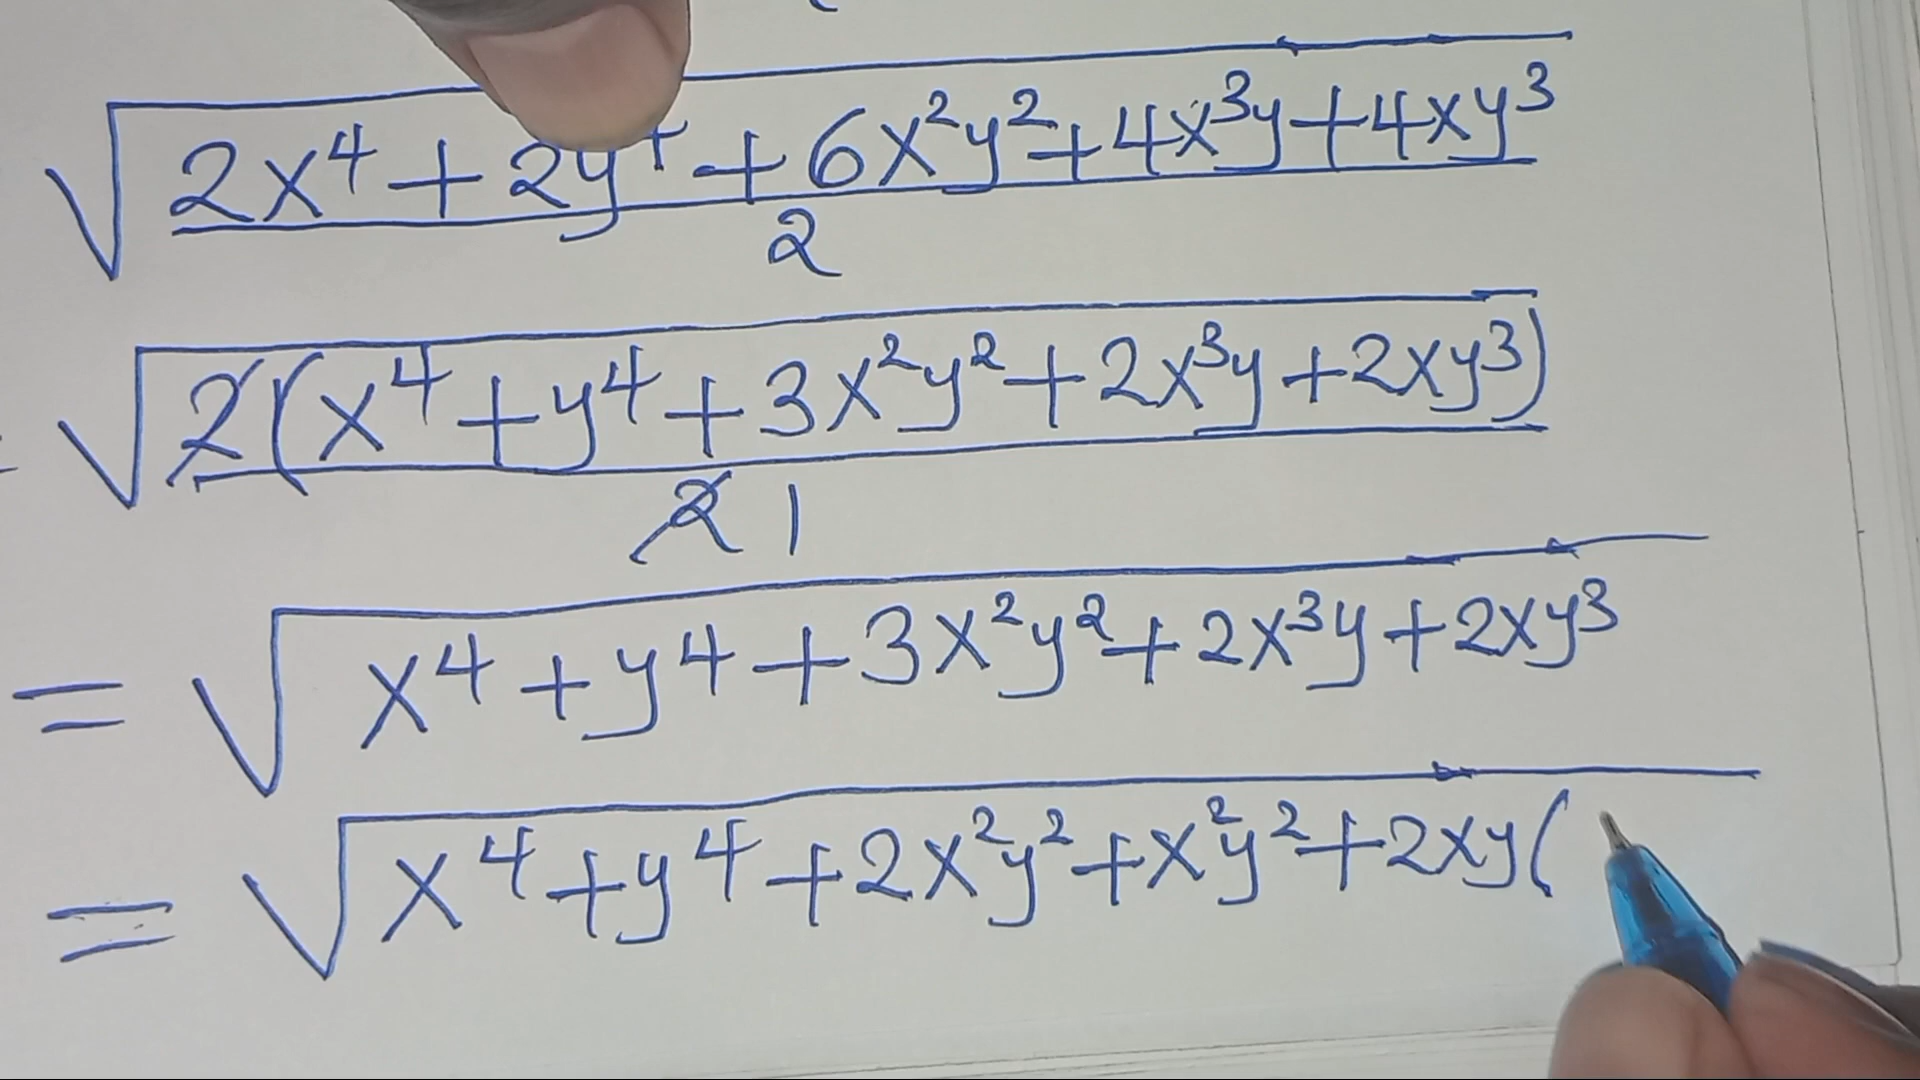 √(2x⁴ + 2y⁴ + 6x²y² + 4x³y + 4xy³)/2
= √2(x⁴ + y⁴ + 3x²y² + 2x³y + 2xy³)/2 1
= √x⁴ + y⁴ + 3x²y² + 2x³y + 2xy³
= √x⁴ + y⁴ + 2x²y² + x²y² + 2xy(